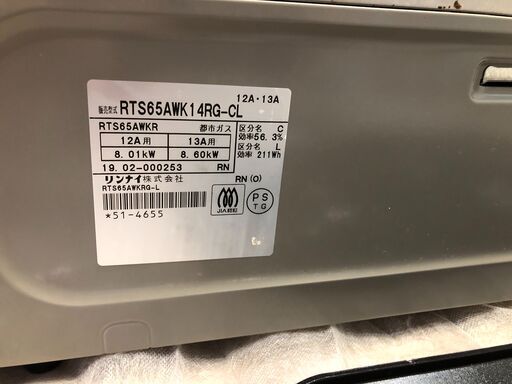 12A・13A
販売型式 RTS65AWK14RG-CL
RTS65AWKR 都市ガス
12A用 13A用
8.01kW 8.60kW
区分名 C
効率56.3%
区分名 L
効率 211Wh
19.02-000253 RN
リンナイ株式会社 RN (O)
RTS65AWKRG-L
*51-4655
JIA認証
PS
TG